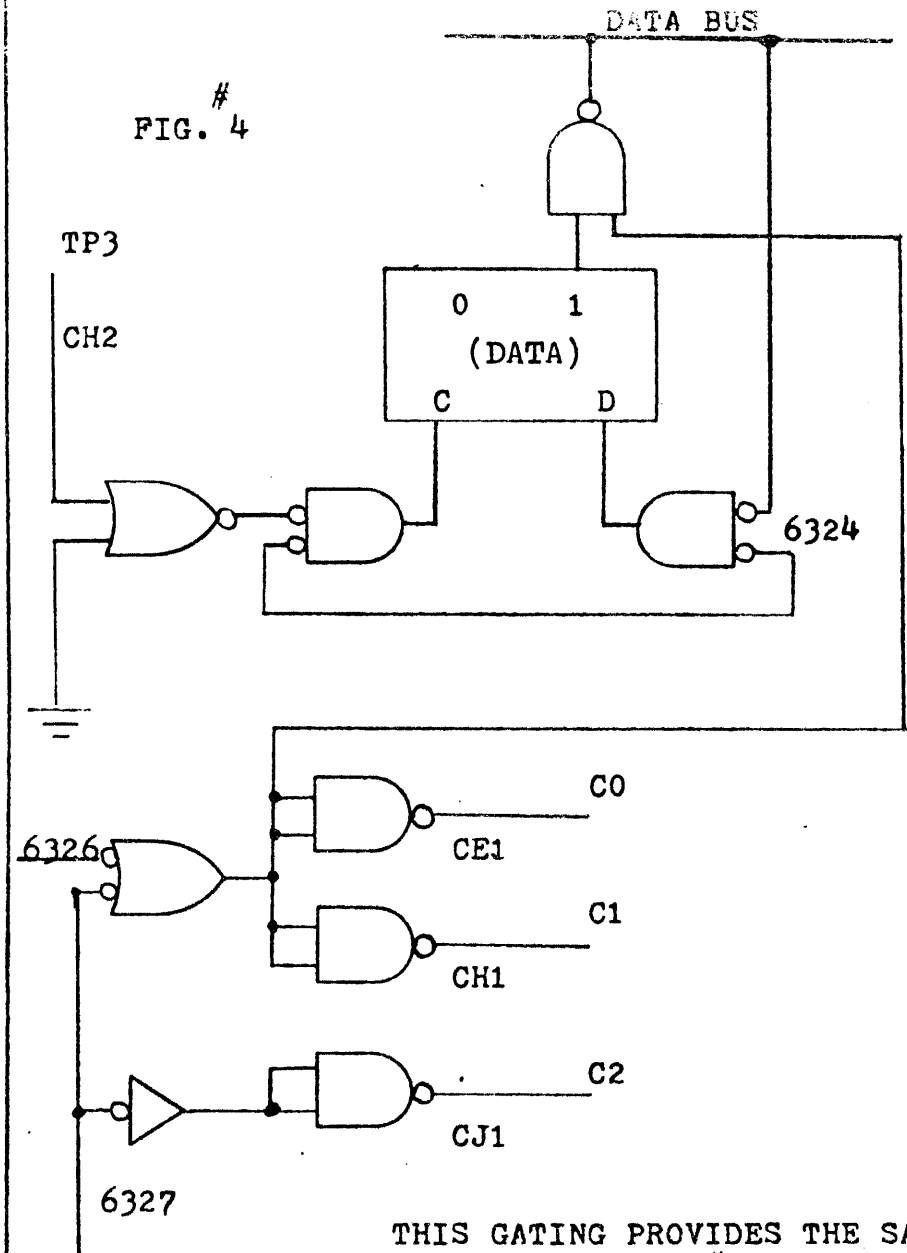 DATA BUS
#
FIG. 4
TP3
CH2
0 1
(DATA)
C D
6324
C0
6326
CE1
C1
CH1
C2
CJ1
6327
THIS GATING PROVIDES THE